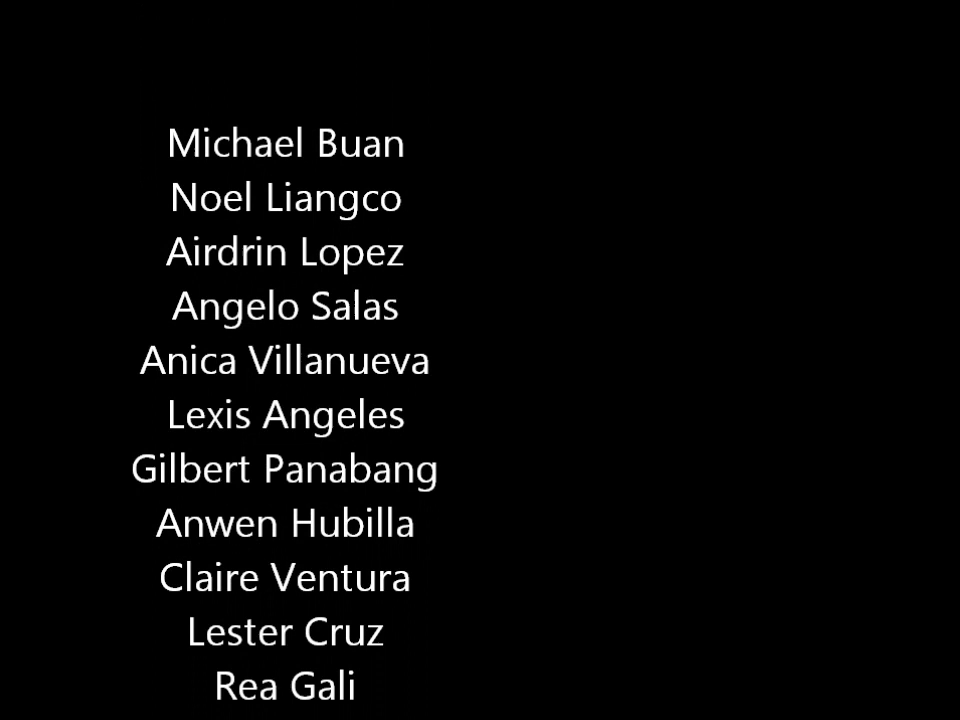 Michael Buan
Noel Liangco
Airdrin Lopez
Angelo Salas
Anica Villanueva
Lexis Angeles
Gilbert Panabang
Anwen Hubilla
Claire Ventura
Lester Cruz
Rea Gali